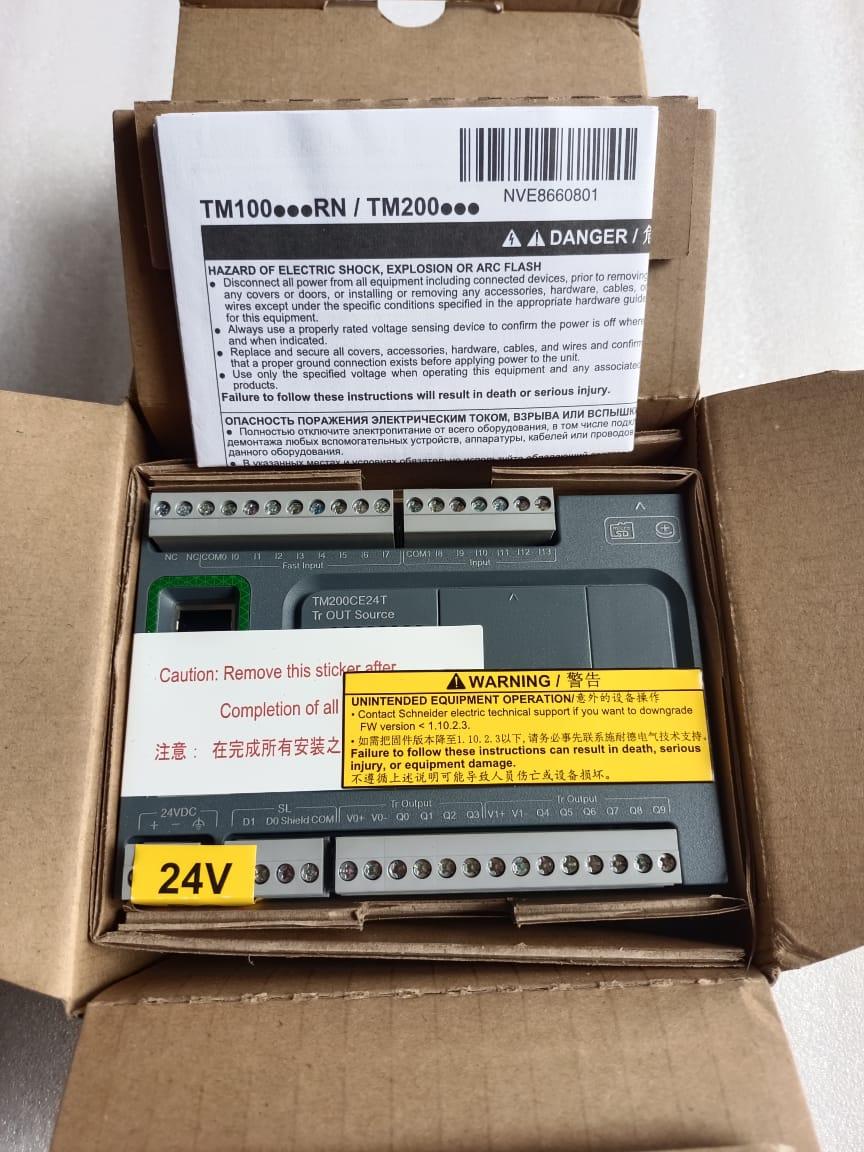 NVE8660801
TM100●●●RN / TM200●●●
DANGER /
HAZARD OF ELECTRIC SHOCK, EXPLOSION OR ARC FLASH
● Disconnect all power from all equipment including connected devices, prior to removing
any covers or doors, or installing or removing any accessories, hardware, cables, or
wires except under the specific conditions specified in the appropriate hardware guide
for this equipment.
● Always use a properly rated voltage sensing device to confirm the power is off where
and when indicated.
● Replace and secure all covers, accessories, hardware, cables, and wires and confirm
that a proper ground connection exists before applying power to the unit.
● Use only the specified voltage when operating this equipment and any associated
products.
Failure to follow these instructions will result in death or serious injury.
ОПАСНОСТЬ ПОРАЖЕНИЯ ЭЛЕКТРИЧЕСКИМ ТОКОМ, ВЗРЫВА ИЛИ ВСПЫШК
● Полностью отключите электропитание от всего оборудования, в том числе
демонтажа любых вспомогательных устройств, аппаратуры, кабелей или проводов
данного оборудования.
● В указанных местах и условиях обязательно используйте
NC NC COM0 I0 I1 I2 I3 I4 I5 I6 I7 COM1 I8 I9 I10 I11 I12 I13
Fast Input Input
micro SD
TM200CE24T
Tr OUT Source
Caution: Remove this sticker after
Completion of all
注意： 在完成所有安装之
WARNING / 警告
UNINTENDED EQUIPMENT OPERATION/意外的设备操作
• Contact Schneider electric technical support if you want to downgrade
FW version < 1.10.2.3.
• 如需把固件版本降至1.10.2.3以下,请务必事先联系施耐德电气技术支持.
Failure to follow these instructions can result in death, serious
injury, or equipment damage.
不遵循上述说明可能导致人员伤亡或设备损坏.
24VDC SL Tr Output Tr Output
+ − D1 D0 Shield COM V0+ V0- Q0 Q1 Q2 Q3 V1+ V1- Q4 Q5 Q6 Q7 Q8 Q9
24V